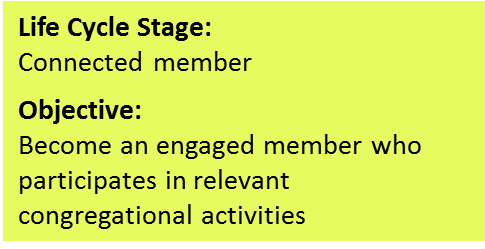 Life Cycle Stage:
Connected member
Objective:
Become an engaged member who
participates in relevant
congregational activities